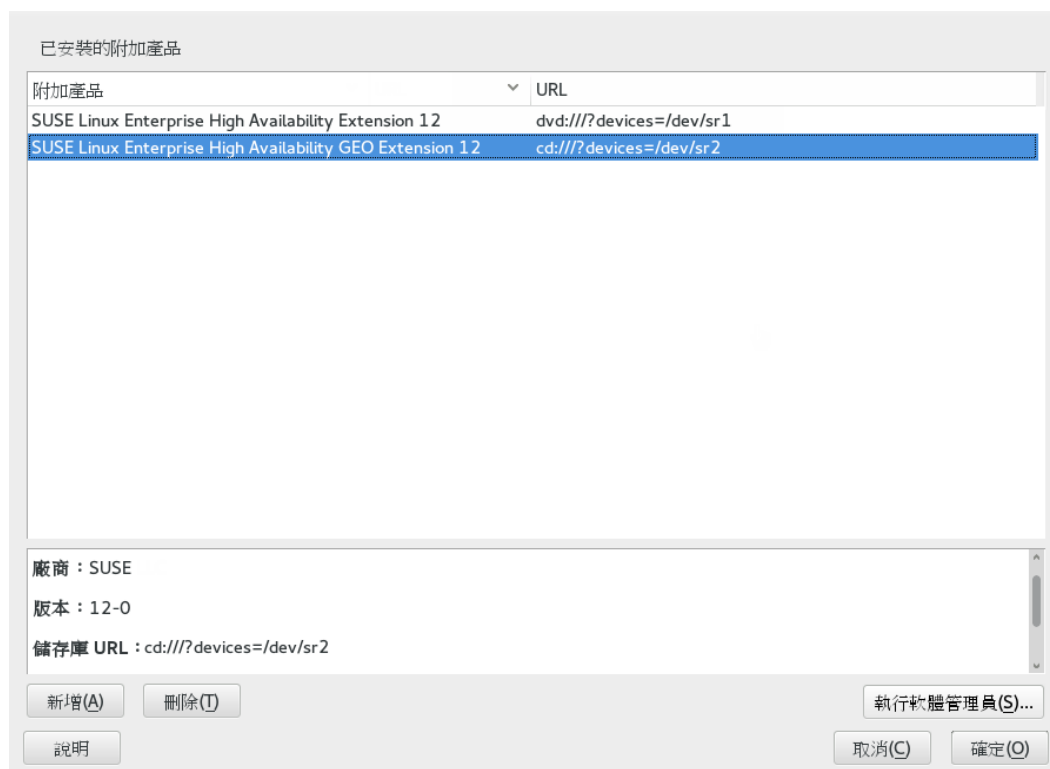 已安裝的附加產品
附加產品 URL
SUSE Linux Enterprise High Availability Extension 12 dvd:///?devices=/dev/sr1
SUSE Linux Enterprise High Availability GEO Extension 12 cd:///?devices=/dev/sr2
廠商：SUSE
版本：12-0
儲存庫 URL：cd:///?devices=/dev/sr2
新增(A) 刪除(T) 執行軟體管理員(S)...
說明 取消(C) 確定(O)